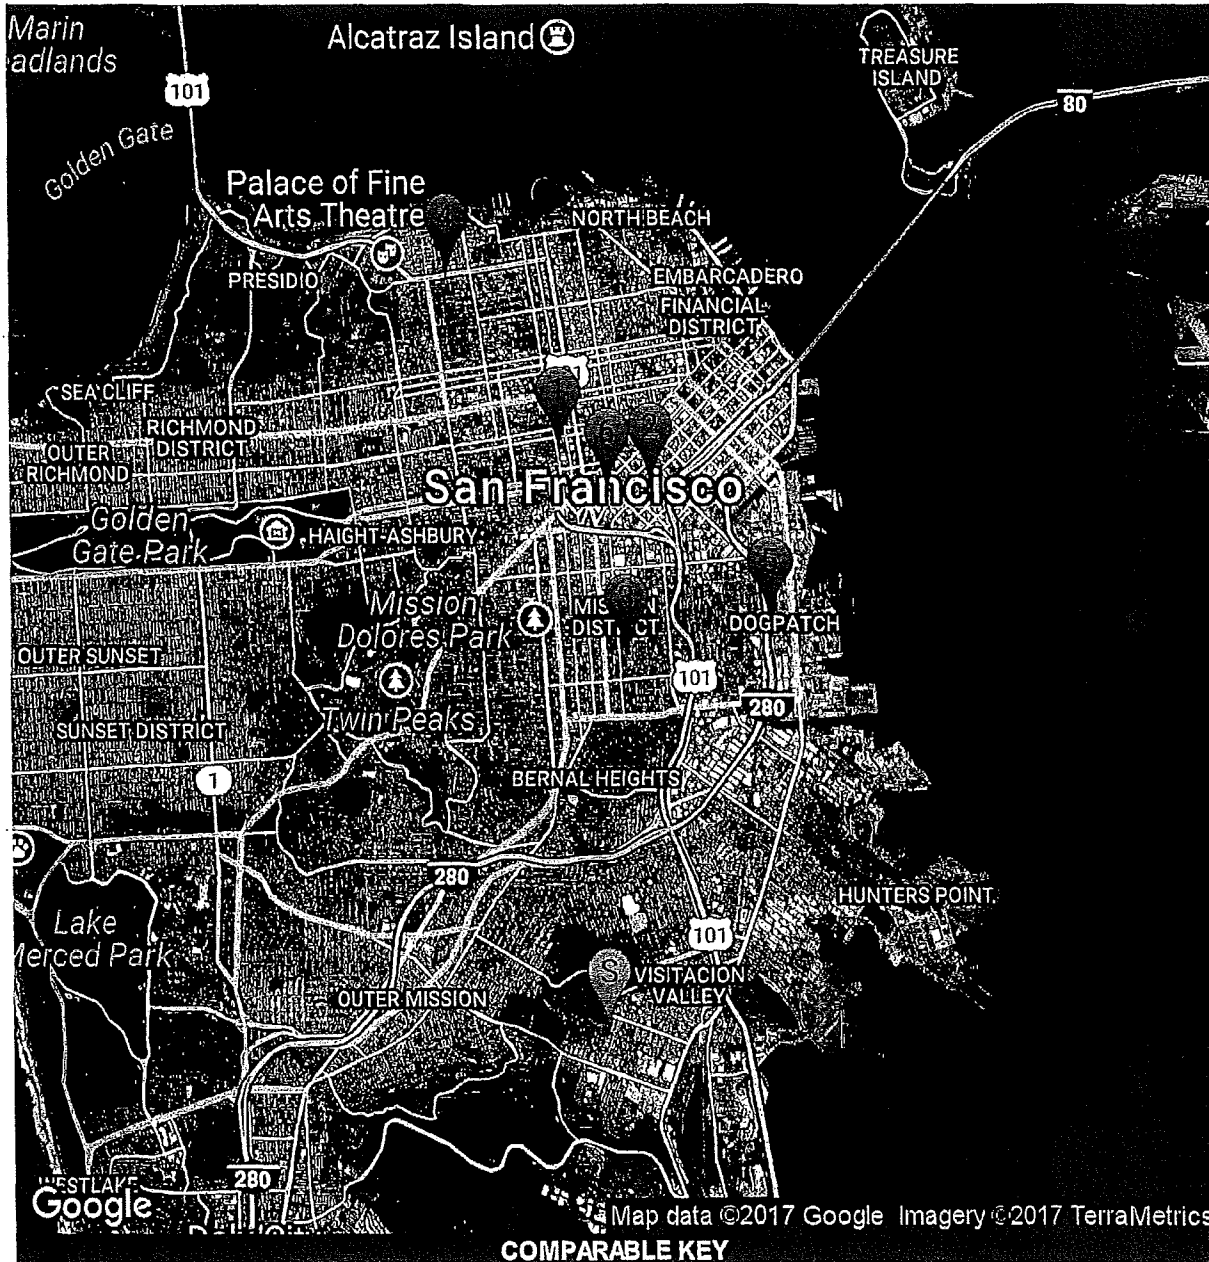 Marin
eadlands
Alcatraz Island
TREASURE
ISLAND
101
80
Golden Gate
Palace of Fine
Arts Theatre
NORTH BEACH
PRESIDIO
EMBARCADERO
FINANCIAL
DISTRICT
SEA CLIFF
RICHMOND
DISTRICT
OUTER
RICHMOND
San Francisco
Golden
Gate Park
HAIGHT-ASHBURY
Mission
Dolores Park
DOGPATCH
OUTER SUNSET
101
280
Twin Peaks
SUNSET DISTRICT
1
BERNAL HEIGHTS
280
HUNTERS POINT
Lake
Merced Park
101
S
VISITACION
VALLEY
OUTER MISSION
280
WESTLAKE
Google
Map data ©2017 Google Imagery ©2017 TerraMetrics
COMPARABLE KEY